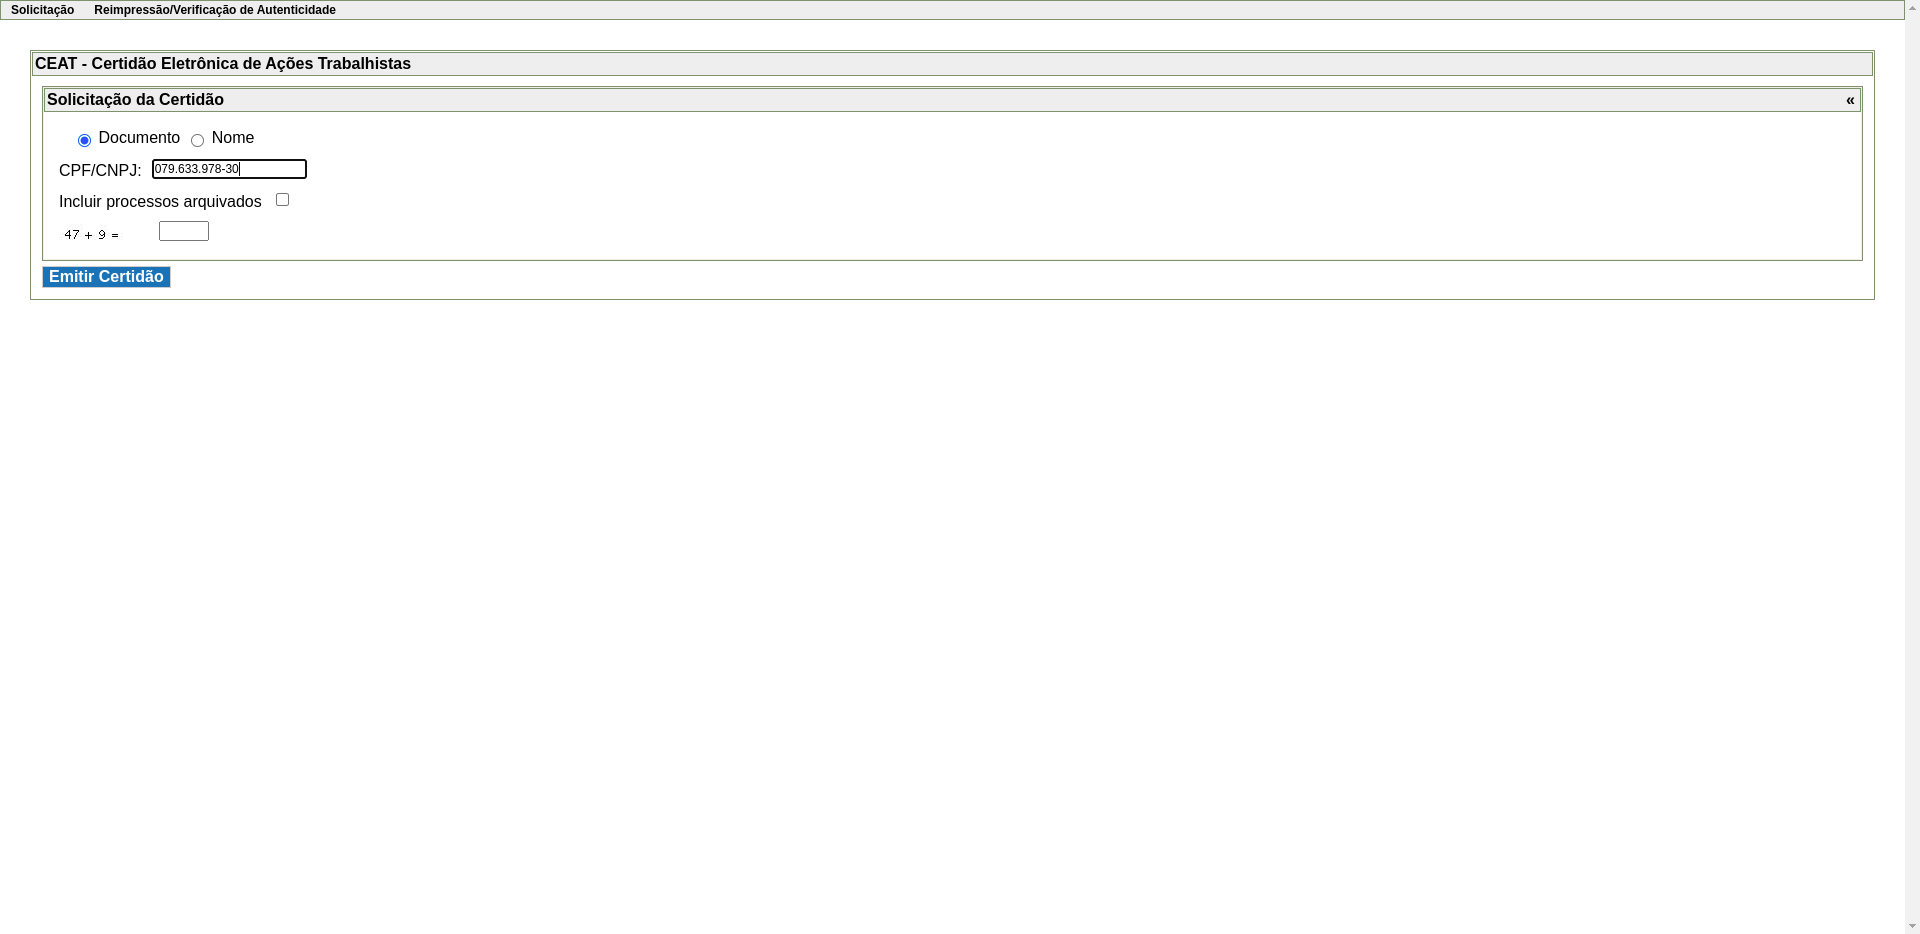 Solicitação Reimpressão/Verificação de Autenticidade
CEAT - Certidão Eletrônica de Ações Trabalhistas
Solicitação da Certidão «
Documento Nome
CPF/CNPJ: 079.633.978-30
Incluir processos arquivados
47 + 9 =
Emitir Certidão